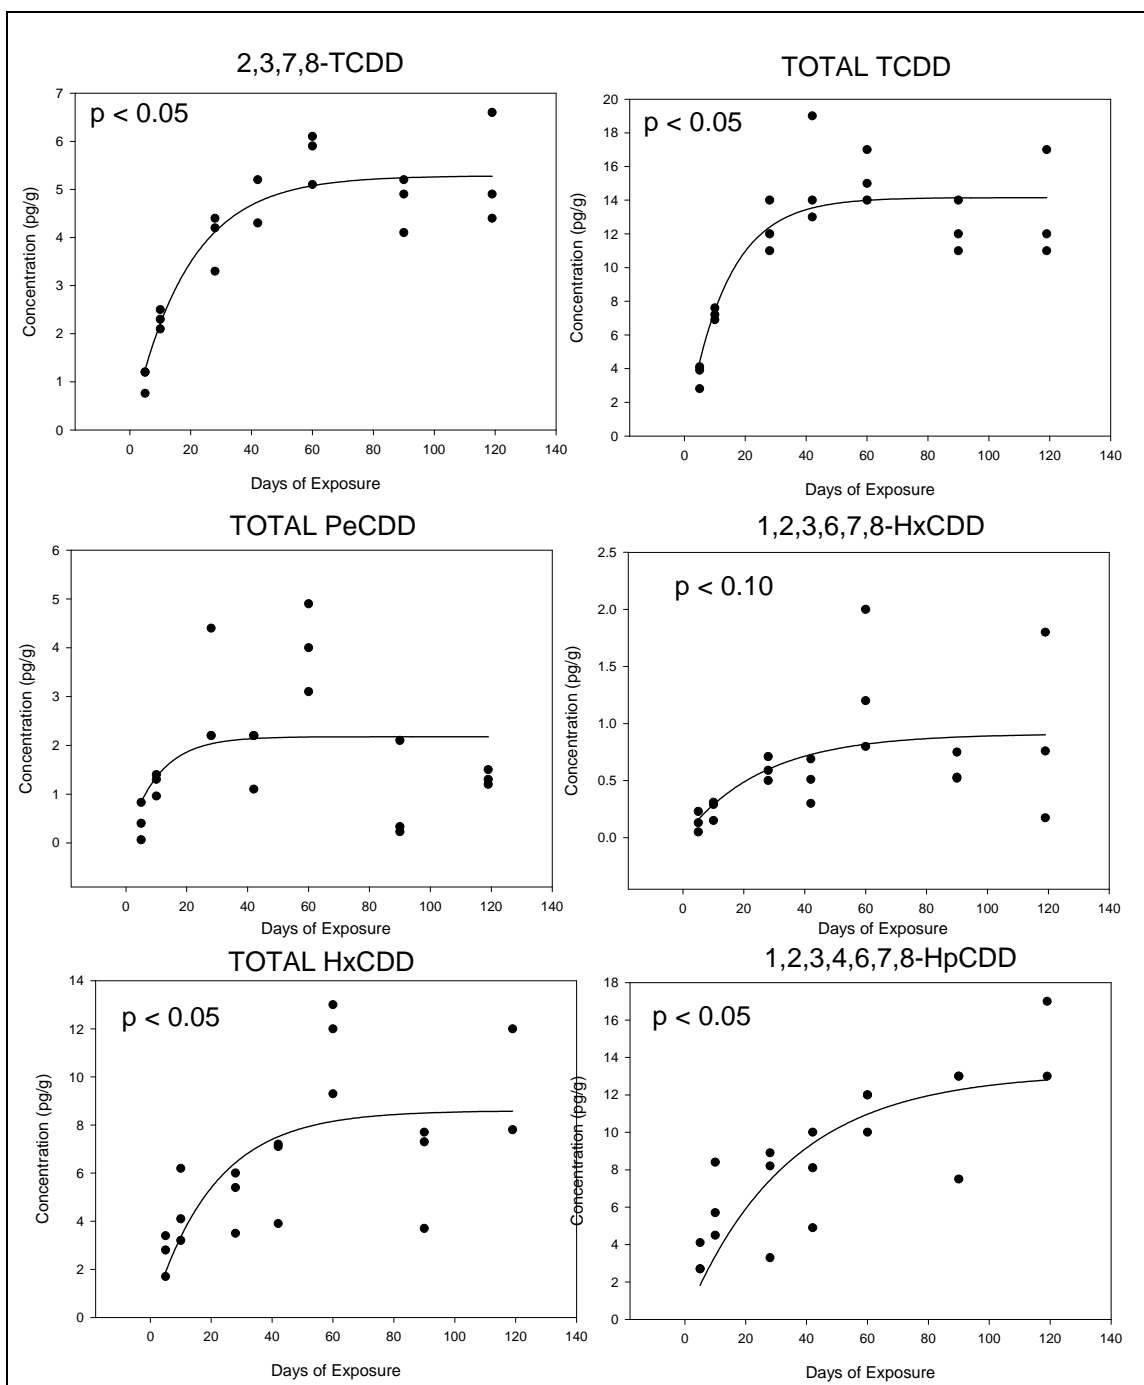 2,3,7,8-TCDD
p < 0.05
Concentration (pg/g)
7
6
5
4
3
2
1
0
0 20 40 60 80 100 120 140
Days of Exposure
TOTAL TCDD
p < 0.05
Concentration (pg/g)
20
18
16
14
12
10
8
6
4
2
0
0 20 40 60 80 100 120 140
Days of Exposure
TOTAL PeCDD
Concentration (pg/g)
6
5
4
3
2
1
0
0 20 40 60 80 100 120 140
Days of Exposure
1,2,3,6,7,8-HxCDD
p < 0.10
Concentration (pg/g)
2.5
2.0
1.5
1.0
0.5
0.0
0 20 40 60 80 100 120 140
Days of Exposure
TOTAL HxCDD
p < 0.05
Concentration (pg/g)
14
12
10
8
6
4
2
0
0 20 40 60 80 100 120 140
Days of Exposure
1,2,3,4,6,7,8-HpCDD
p < 0.05
Concentration (pg/g)
18
16
14
12
10
8
6
4
2
0
0 20 40 60 80 100 120 140
Days of Exposure